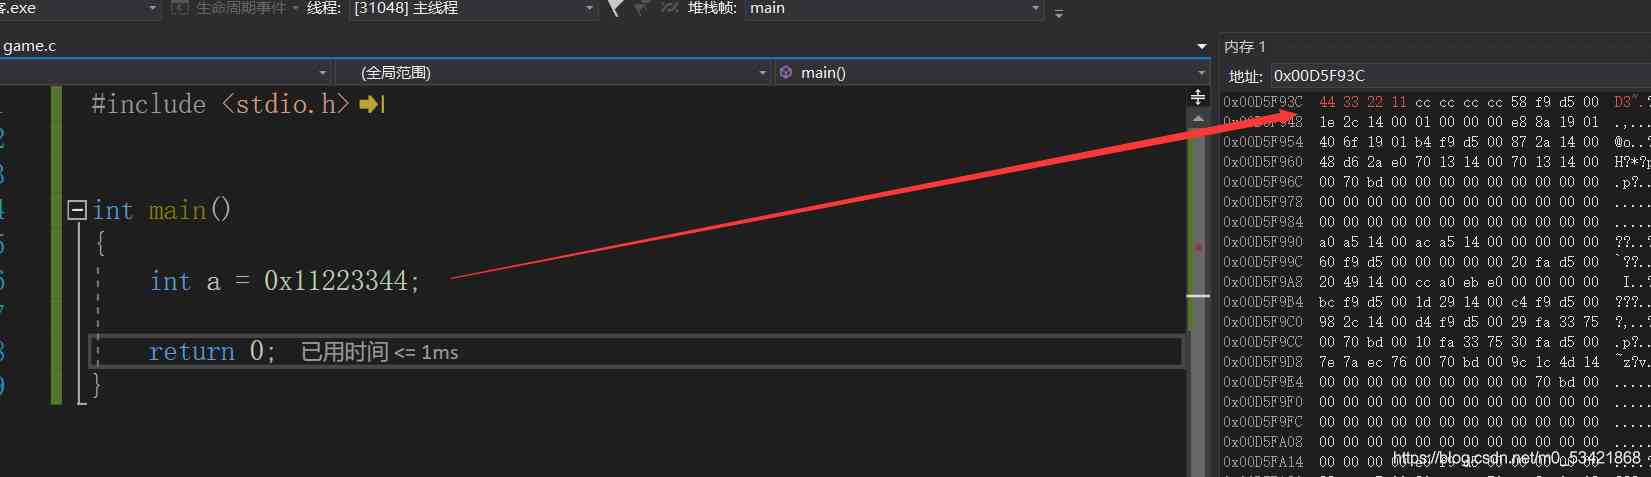 .exe
生命周期事件
线程:
[31048] 主线程
堆栈帧:
main
game.c
(全局范围)
main()
#include <stdio.h>
2
3
4 int main()
5 {
6 int a = 0x11223344;
7
8 return 0; 已用时间 <= 1ms
9 }
内存 1
地址: 0x00D5F93C
0x00D5F93C 44 33 22 11 cc cc cc cc 58 f9 d5 00
0x00D5F948 1e 2c 14 00 01 00 00 00 e8 8a 19 01
0x00D5F954 40 6f 19 01 b4 f9 d5 00 87 2a 14 00 @o..?
0x00D5F960 48 d6 2a e0 70 13 14 00 70 13 14 00 H?*?p
0x00D5F96C 00 70 bd 00 00 00 00 00 00 00 00 00 .p?..
0x00D5F978 00 00 00 00 00 00 00 00 00 00 00 00 .....
0x00D5F984 00 00 00 00 00 00 00 00 00 00 00 00 .....
0x00D5F990 a0 a5 14 00 ac a5 14 00 00 00 00 00 ??...
0x00D5F99C 60 f9 d5 00 00 00 00 00 20 fa d5 00 `??..
0x00D5F9A8 20 49 14 00 cc a0 eb e0 00 00 00 00 I..?
0x00D5F9B4 bc f9 d5 00 1d 29 14 00 c4 f9 d5 00 ???..
0x00D5F9C0 98 2c 14 00 d4 f9 d5 00 29 fa 33 75 ?,..?
0x00D5F9CC 00 70 bd 00 10 fa 33 75 30 fa d5 00 .p?..
0x00D5F9D8 7e 7a ec 76 00 70 bd 00 9c 1c 4d 14 ~z?v.
0x00D5F9E4 00 00 00 00 00 00 00 00 00 70 bd 00 .....
0x00D5F9F0 00 00 00 00 00 00 00 00 00 00 00 00 .....
0x00D5F9FC 00 00 00 00 00 00 00 00 00 00 00 00 .....
0x00D5FA08 00 00 00 00 00 00 00 00 00 00 00 00 .....
0x00D5FA14 00 00 00 00
https://blog.csdn.net/m0_53421868